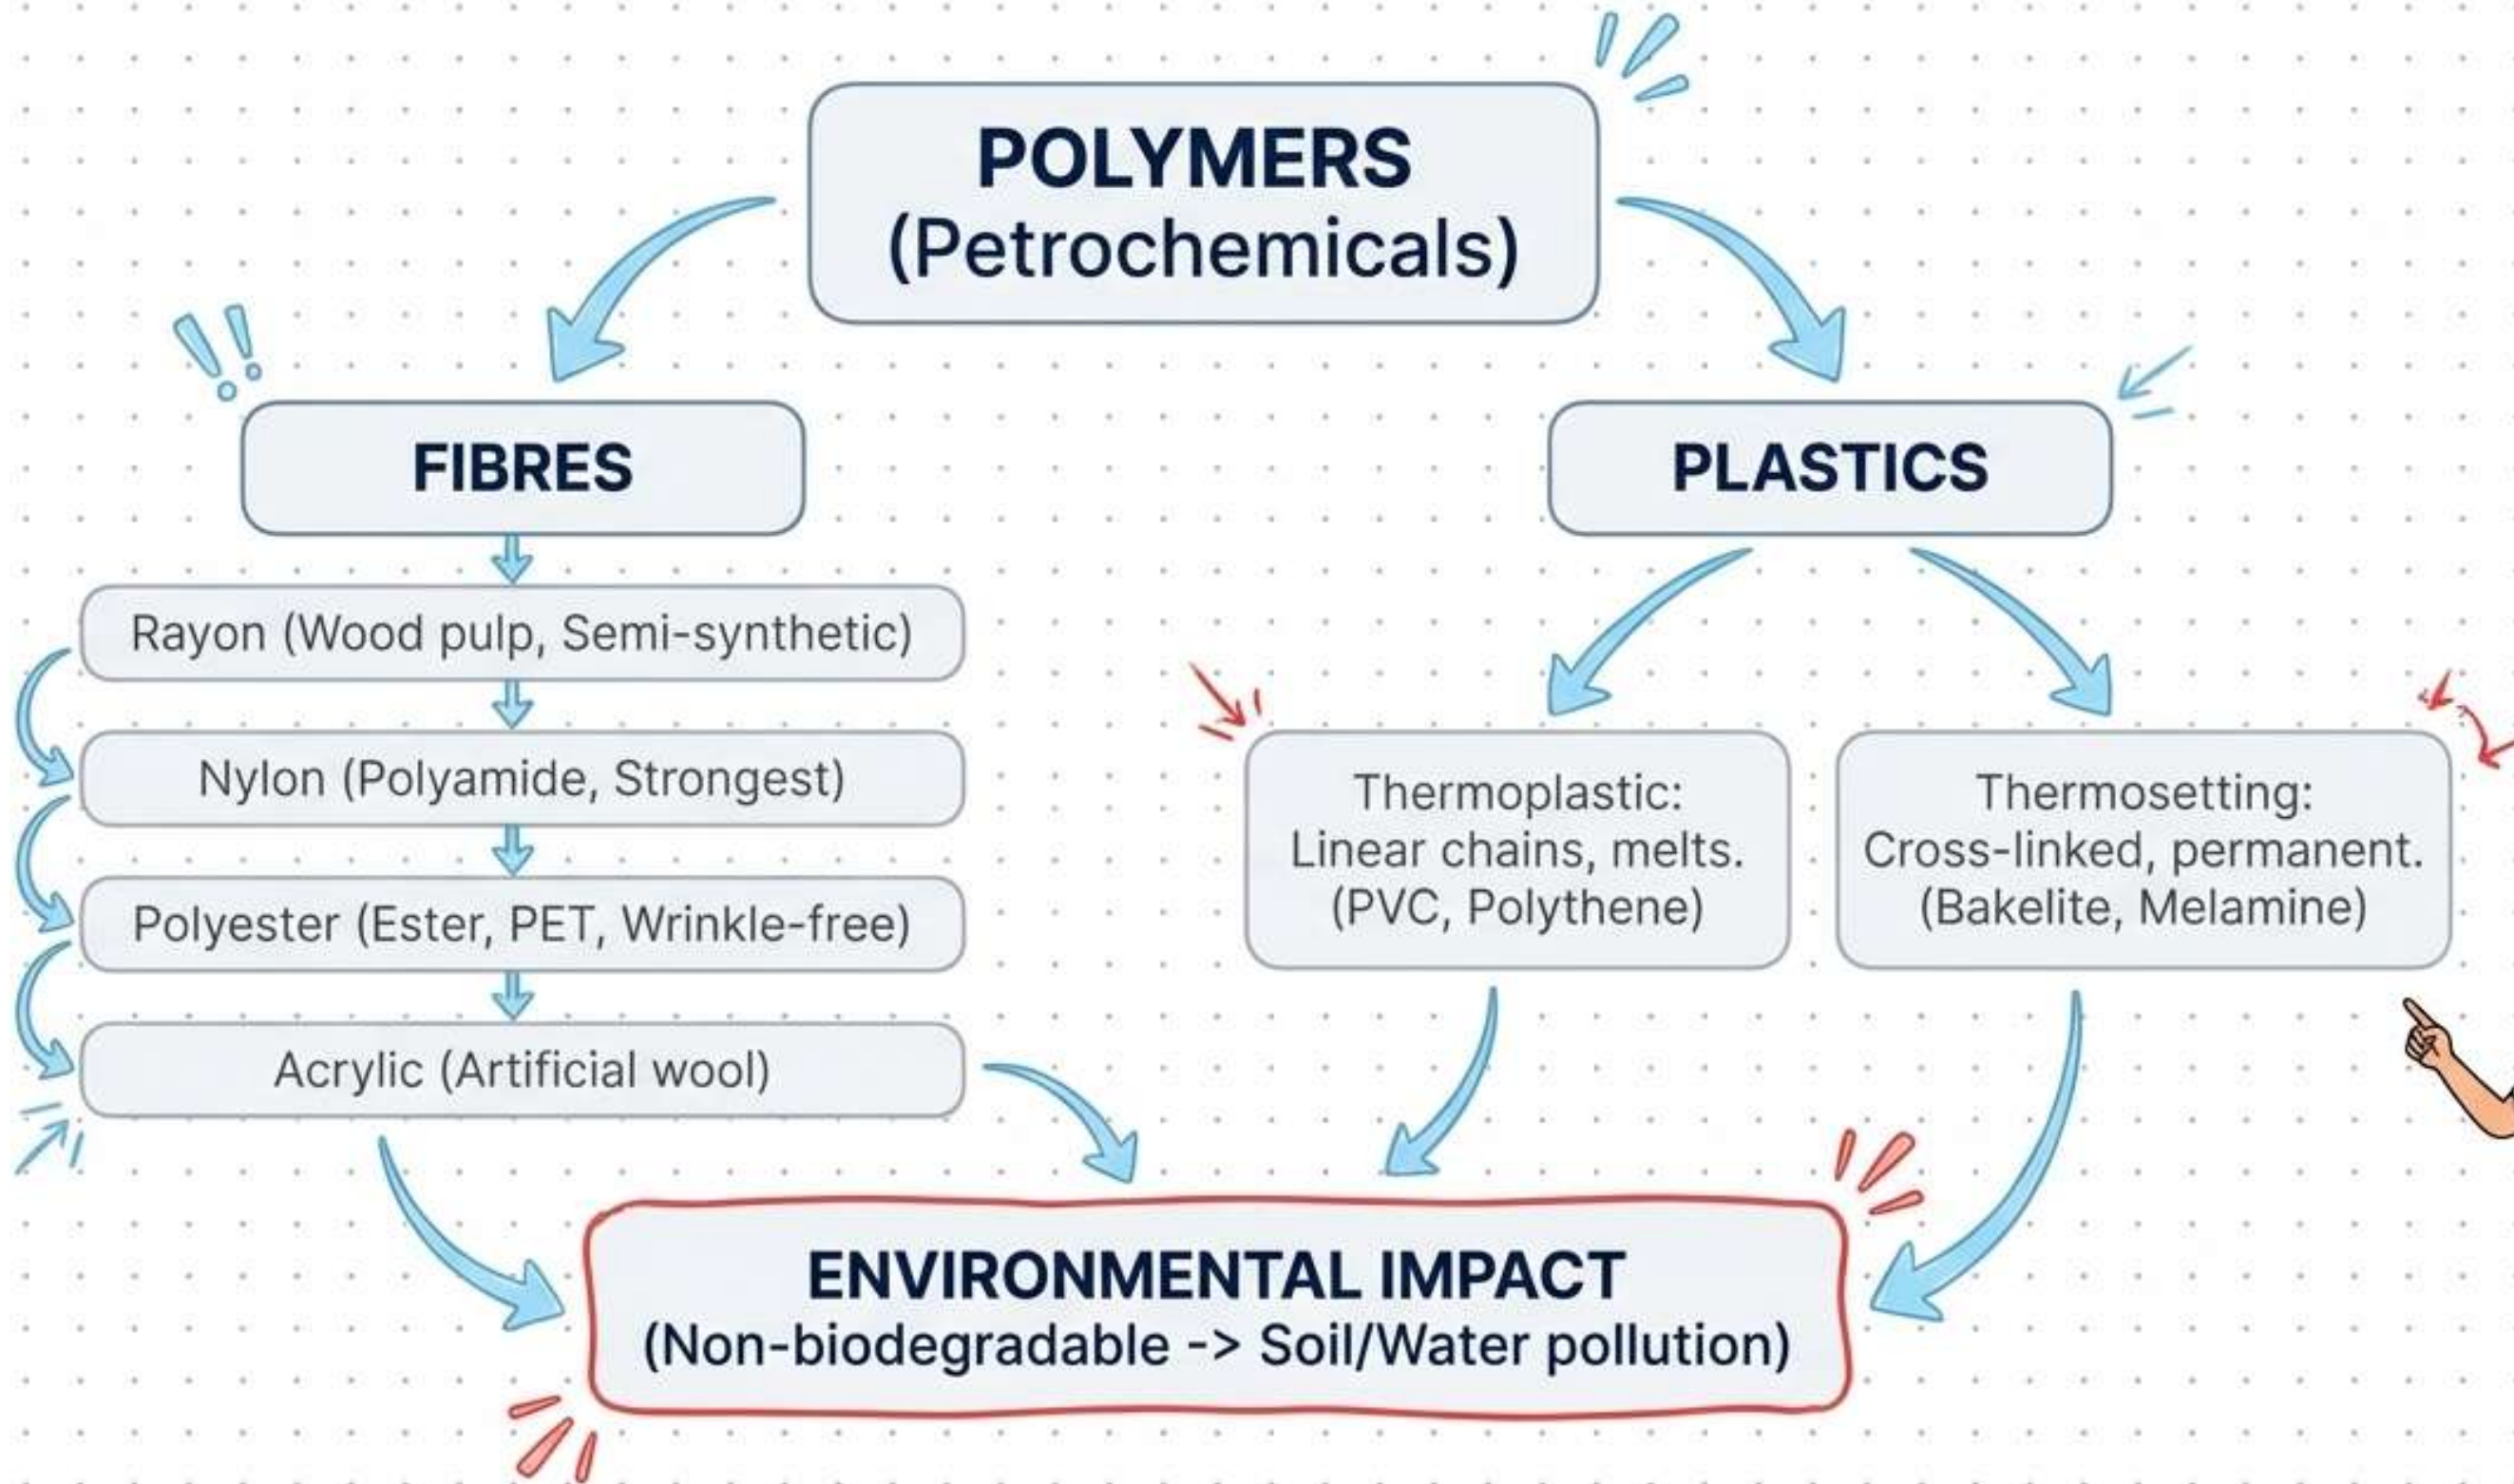 POLYMERS
(Petrochemicals)
FIBRES
Rayon (Wood pulp, Semi-synthetic)
Nylon (Polyamide, Strongest)
Polyester (Ester, PET, Wrinkle-free)
Acrylic (Artificial wool)
PLASTICS
Thermoplastic:
Linear chains, melts.
(PVC, Polythene)
Thermosetting:
Cross-linked, permanent.
(Bakelite, Melamine)
ENVIRONMENTAL IMPACT
(Non-biodegradable -> Soil/Water pollution)